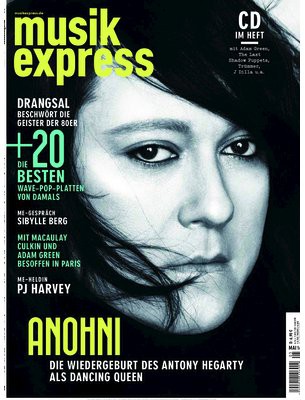 musikexpress.de
musik
express
CD
IM HEFT
mit Adam Green,
The Last
Shadow Puppets,
Trümmer,
J Dilla u.a.
DRANGSAL
BESCHWÖRT DIE
GEISTER DER 80ER
+20
DIE
BESTEN
WAVE-POP-PLATTEN
VON DAMALS
ME-GESPRÄCH
SIBYLLE BERG
MIT MACAULAY
CULKIN UND
ADAM GREEN
BESOFFEN IN PARIS
ME-HELDIN
PJ HARVEY
ANOHNI
DIE WIEDERGEBURT DES ANTONY HEGARTY
ALS DANCING QUEEN